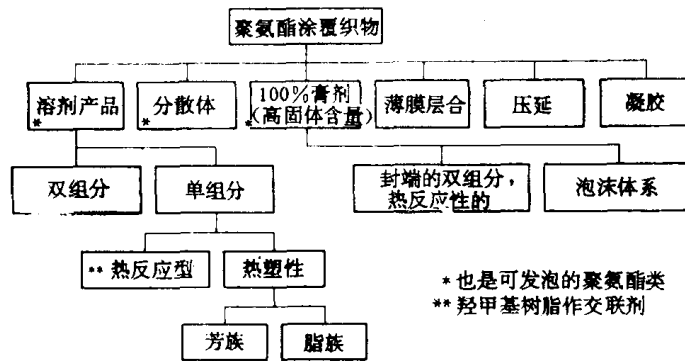 聚氨酯涂覆织物
溶剂产品
*
分散体
*
100%膏剂
*(高固体含量)
薄膜层合
压延
凝胶
双组分
单组分
封端的双组分，
热反应性的
泡沫体系
** 热反应型
热塑性
* 也是可发泡的聚氨酯类
** 羟甲基树脂作交联剂
芳族
脂族